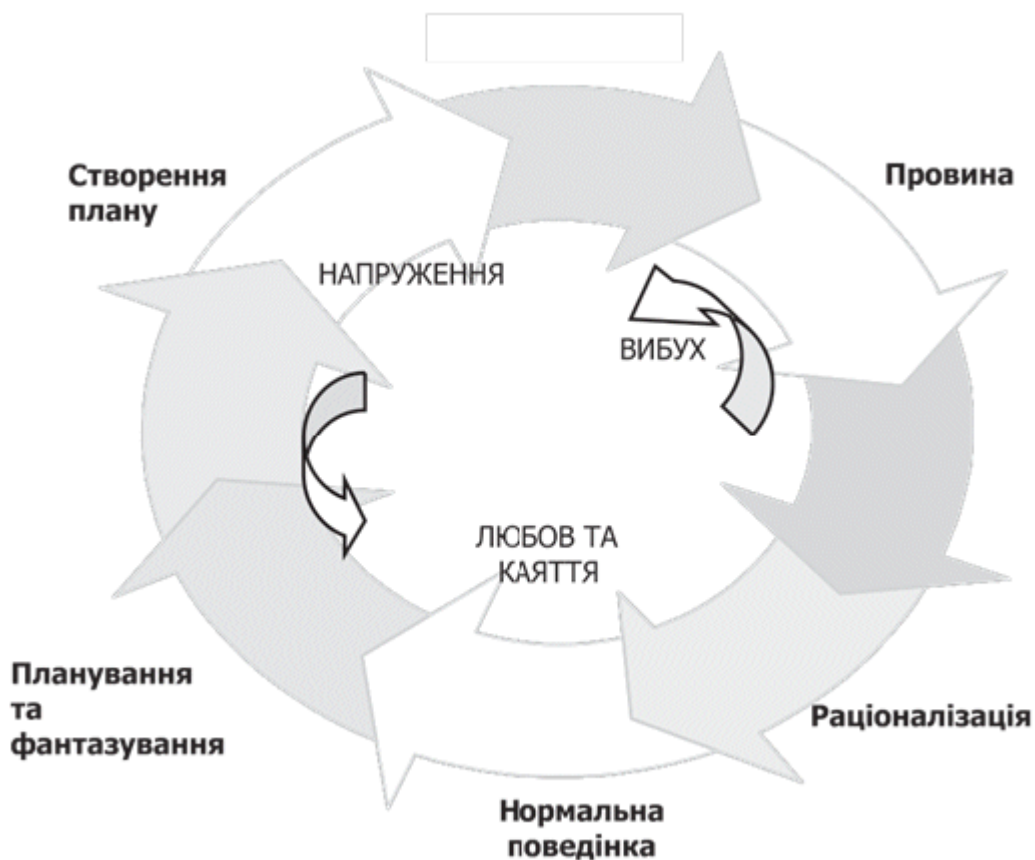 Створення
плану
Провина
НАПРУЖЕННЯ
ВИБУХ
ЛЮБОВ ТА
КАЯТТЯ
Планування
та
фантазування
Раціоналізація
Нормальна
поведінка